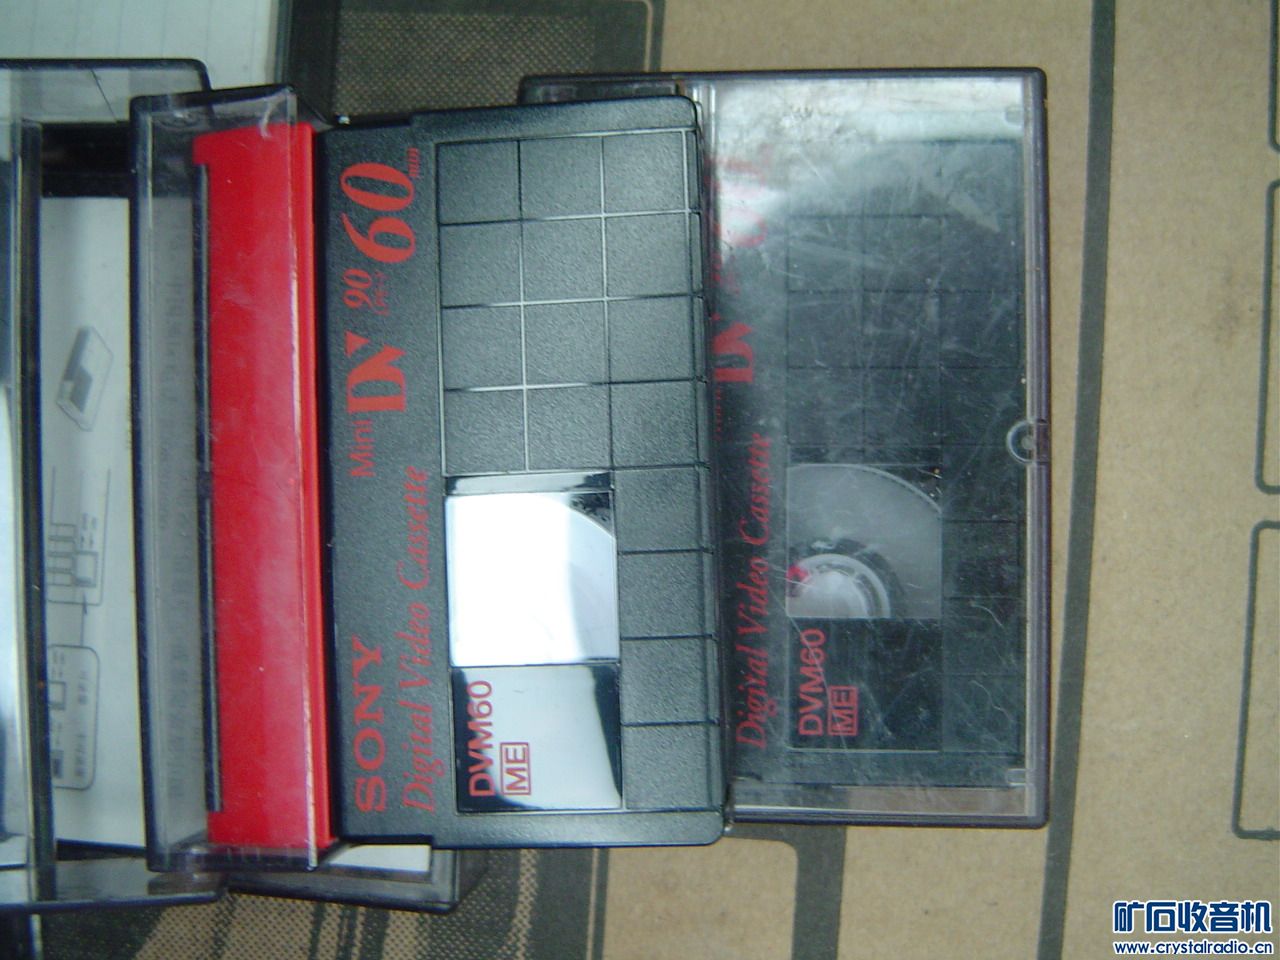 SONY
Digital Video Cassette
Mini DV 90 60 min
DVM60
ME
Digital Video Cassette
DV
DVM60
ME
矿石收音机
www.crystalradio.cn